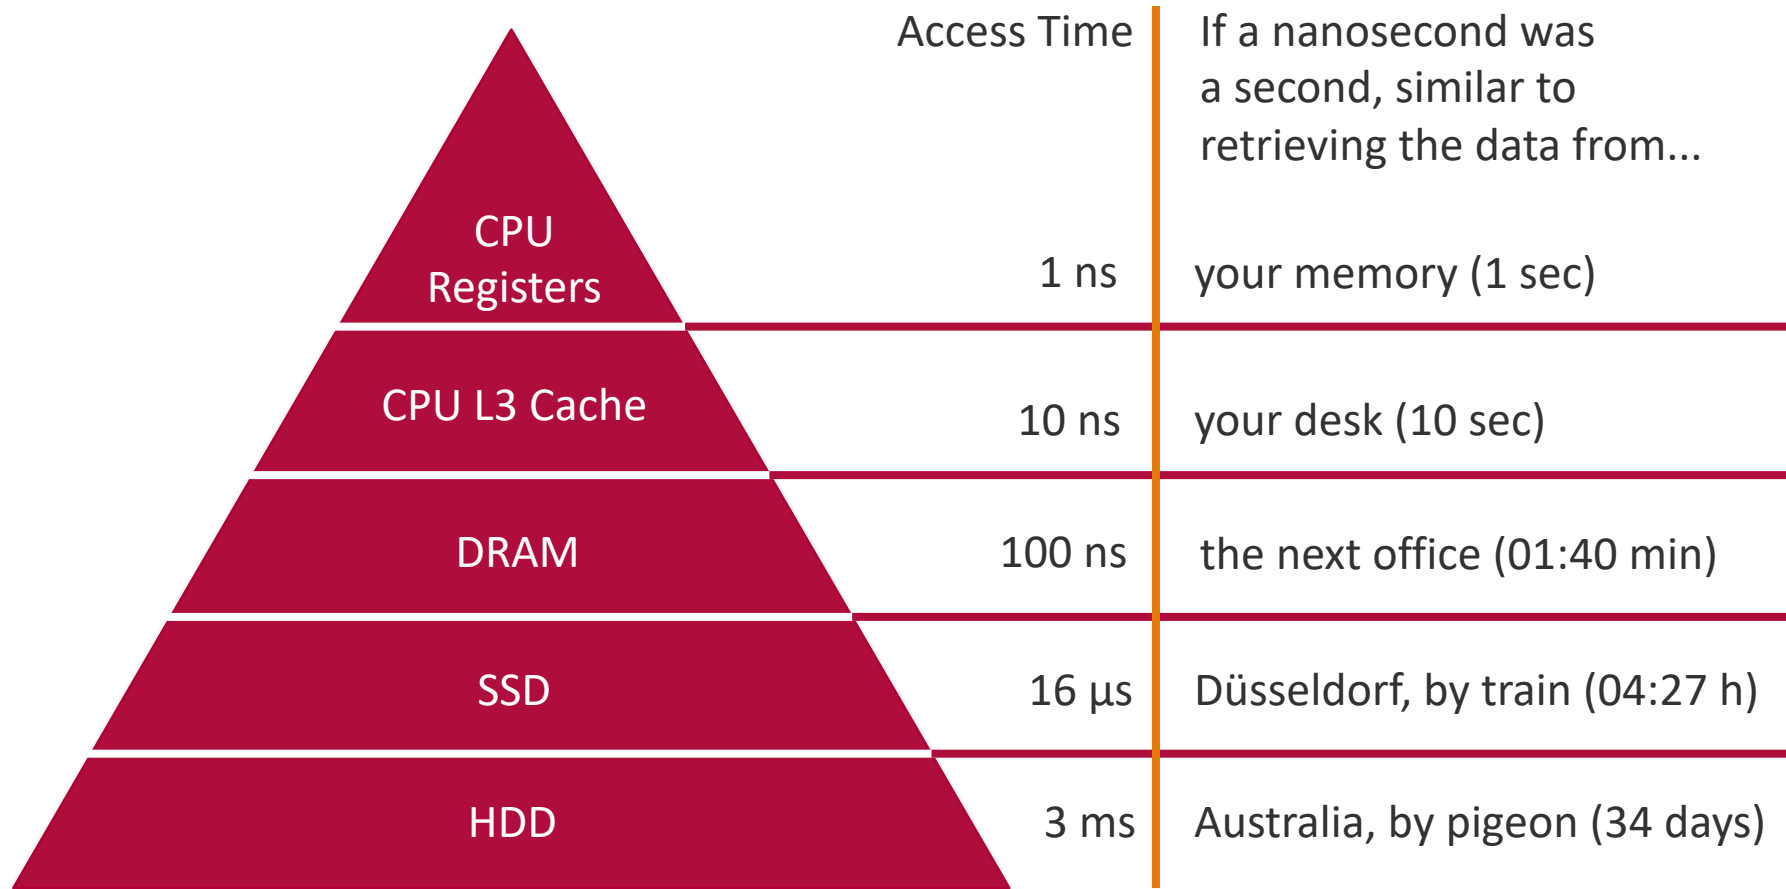 Access Time
If a nanosecond was
a second, similar to
retrieving the data from...
CPU
Registers
1 ns
your memory (1 sec)
CPU L3 Cache
10 ns
your desk (10 sec)
DRAM
100 ns
the next office (01:40 min)
SSD
16 µs
Düsseldorf, by train (04:27 h)
HDD
3 ms
Australia, by pigeon (34 days)